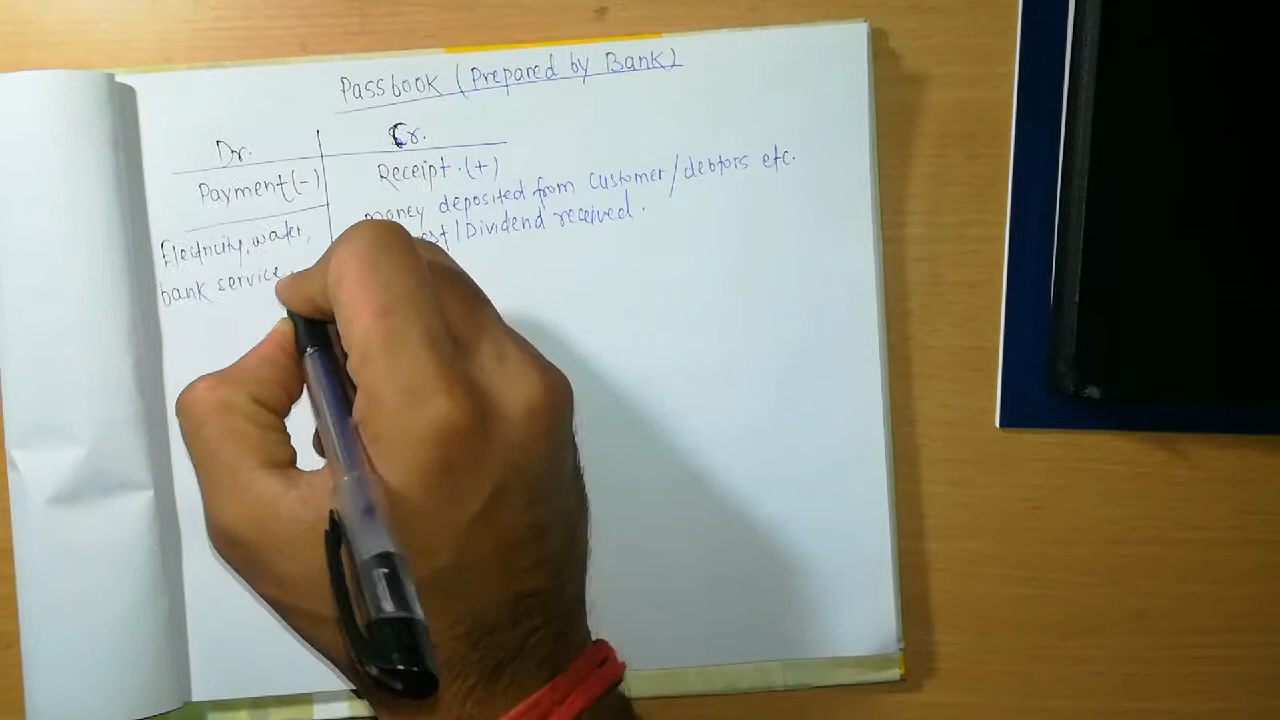 Passbook (Prepared by Bank)
Dr. Cr.
Payment (-) Receipt. (+)
money deposited from customer/debtors etc.
/Dividend received.
Electricity, water,
bank service